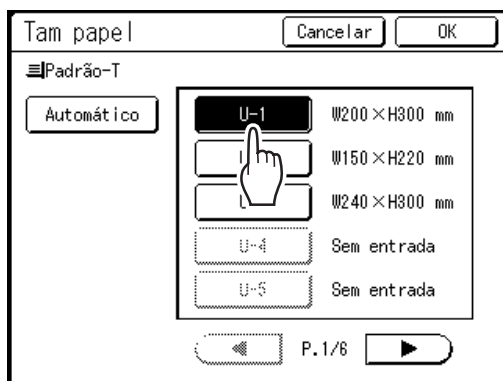 Tam papel Cancelar OK
Padrão-T
Automático U-1 W200×H300 mm
W150×H220 mm
W240×H300 mm
U-4 Sem entrada
U-5 Sem entrada
P.1/6